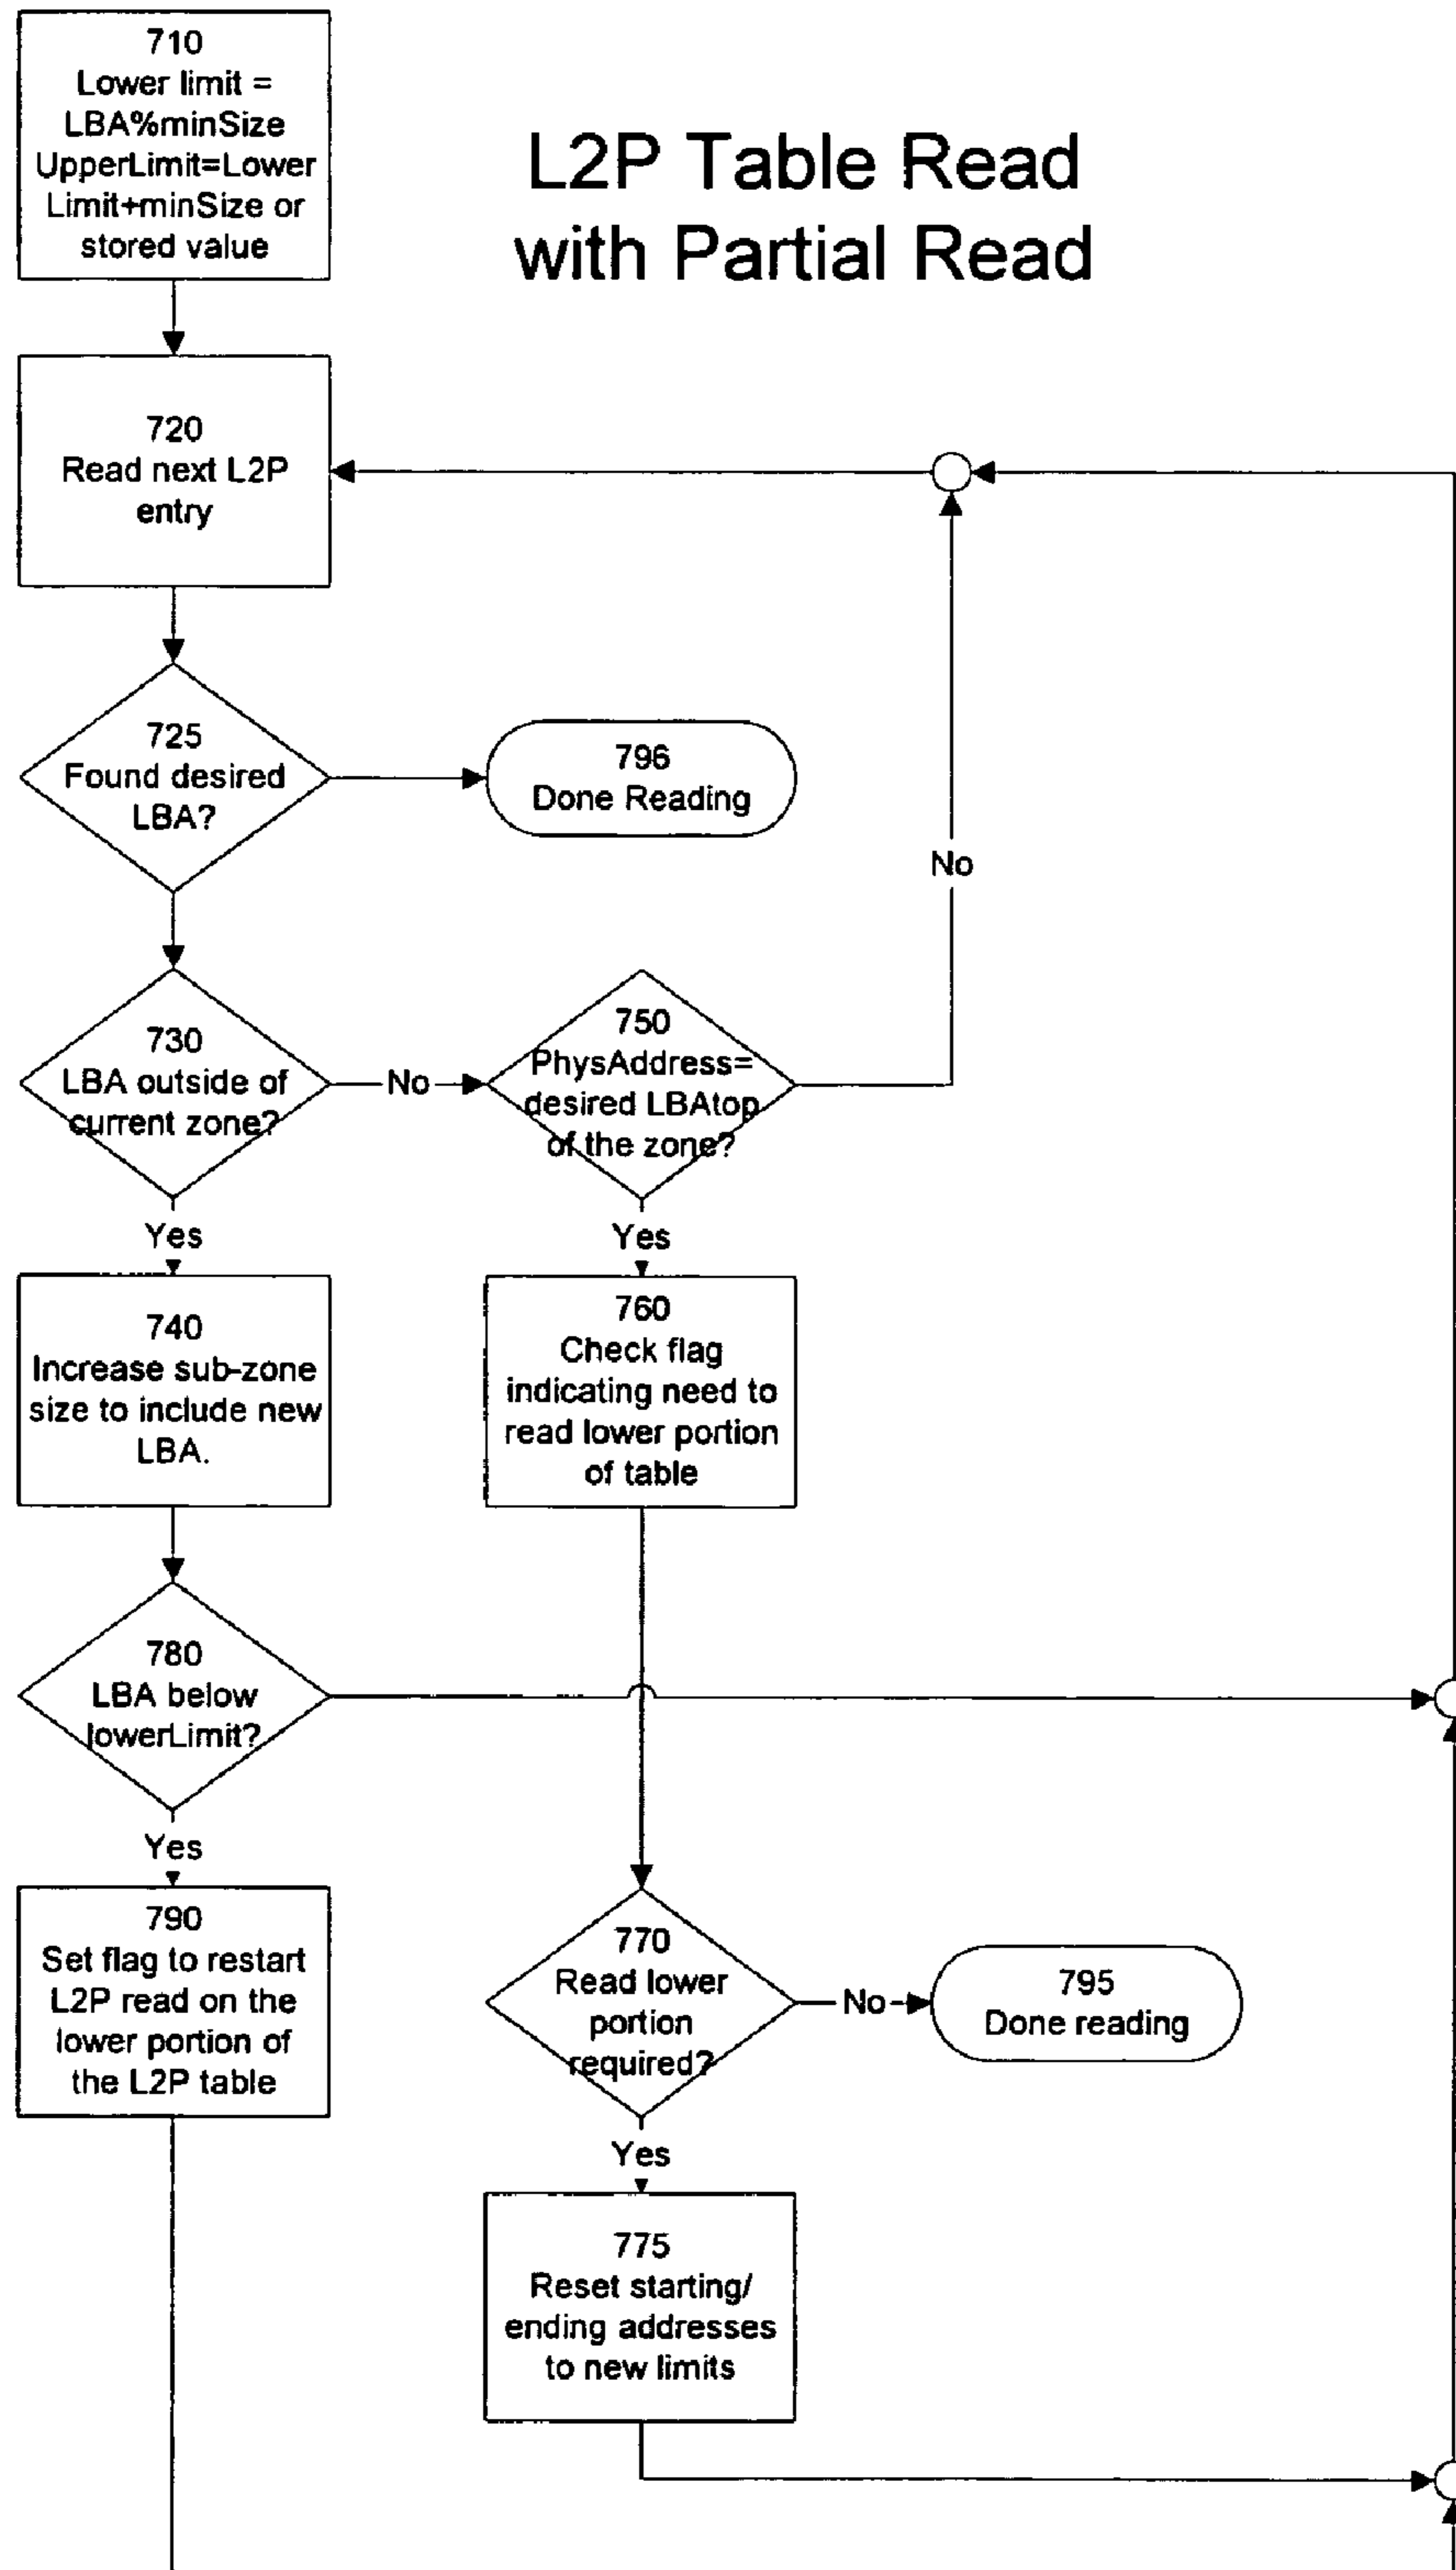 710
Lower limit =
LBA%minSize
UpperLimit=Lower
Limit+minSize or
stored value
L2P Table Read
with Partial Read
720
Read next L2P
entry
725
Found desired
LBA?
796
Done Reading
No
730
LBA outside of
current zone?
No
750
PhysAddress=
desired LBAtop
of the zone?
Yes
Yes
740
Increase sub-zone
size to include new
LBA.
760
Check flag
indicating need to
read lower portion
of table
780
LBA below
lowerLimit?
Yes
790
Set flag to restart
L2P read on the
lower portion of
the L2P table
770
Read lower
portion
required?
No
795
Done reading
Yes
775
Reset starting/
ending addresses
to new limits